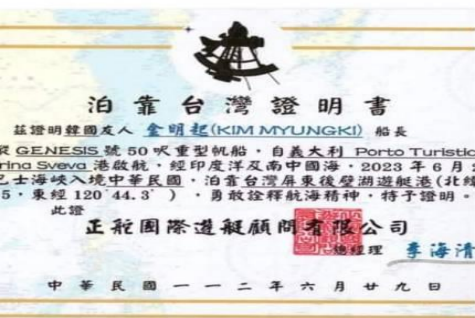 泊靠台灣證明書
茲證明韓國友人 金明起(KIM MYUNGKI) 船長
GENESIS 號 50 呎重型帆船,自義大利 Porto Turistic
rina Sveva 港啟航,經印度洋及南中國海,2023 年 6 月 2
士海峽入境中華民國,泊靠台灣屏東後壁湖遊艇港(北緯
5,東經 120°44.3'),勇敢詮釋航海精神,特予證明。
此證
正舵國際遊艇顧問有限公司
總經理 李海清
中華民國一一二年六月廿九日